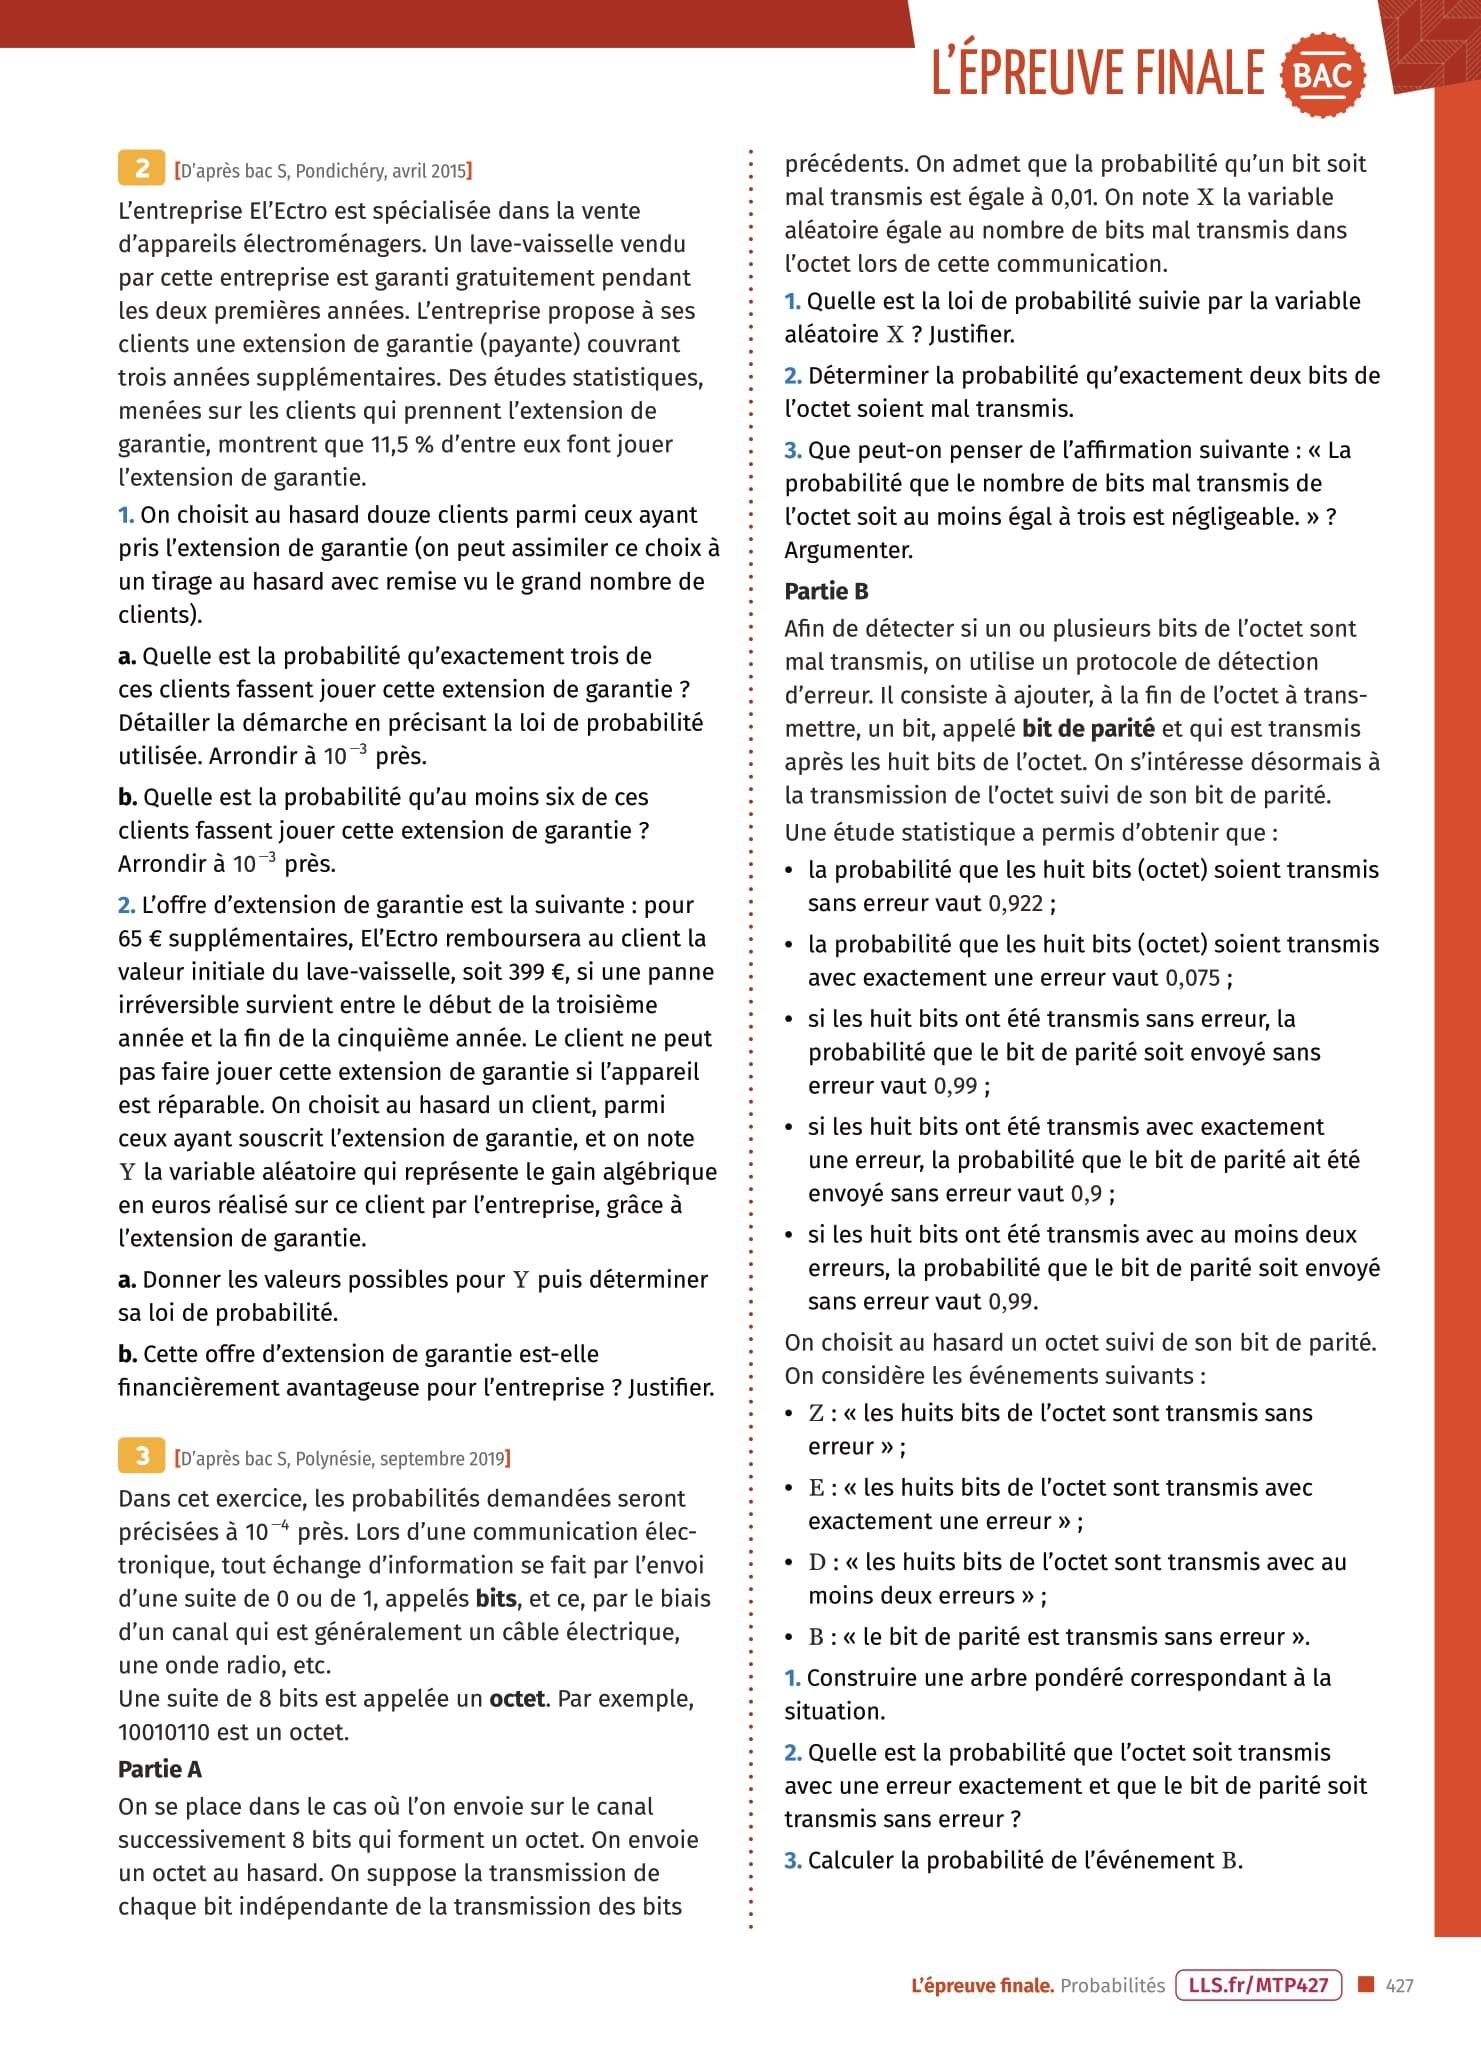 L'ÉPREUVE FINALE BAC
2 [D'après bac S, Pondichéry, avril 2015]
L'entreprise El'Ectro est spécialisée dans la vente
d'appareils électroménagers. Un lave-vaisselle vendu
par cette entreprise est garanti gratuitement pendant
les deux premières années. L'entreprise propose à ses
clients une extension de garantie (payante) couvrant
trois années supplémentaires. Des études statistiques,
menées sur les clients qui prennent l'extension de
garantie, montrent que 11,5 % d'entre eux font jouer
l'extension de garantie.
1. On choisit au hasard douze clients parmi ceux ayant
pris l'extension de garantie (on peut assimiler ce choix à
un tirage au hasard avec remise vu le grand nombre de
clients).
a. Quelle est la probabilité qu'exactement trois de
ces clients fassent jouer cette extension de garantie ?
Détailler la démarche en précisant la loi de probabilité
utilisée. Arrondir à 10⁻³ près.
b. Quelle est la probabilité qu'au moins six de ces
clients fassent jouer cette extension de garantie ?
Arrondir à 10⁻³ près.
2. L'offre d'extension de garantie est la suivante : pour
65 € supplémentaires, El'Ectro remboursera au client la
valeur initiale du lave-vaisselle, soit 399 €, si une panne
irréversible survient entre le début de la troisième
année et la fin de la cinquième année. Le client ne peut
pas faire jouer cette extension de garantie si l'appareil
est réparable. On choisit au hasard un client, parmi
ceux ayant souscrit l'extension de garantie, et on note
Y la variable aléatoire qui représente le gain algébrique
en euros réalisé sur ce client par l'entreprise, grâce à
l'extension de garantie.
a. Donner les valeurs possibles pour Y puis déterminer
sa loi de probabilité.
b. Cette offre d'extension de garantie est-elle
financièrement avantageuse pour l'entreprise ? Justifier.
3 [D'après bac S, Polynésie, septembre 2019]
Dans cet exercice, les probabilités demandées seront
précisées à 10⁻⁴ près. Lors d'une communication élec-
tronique, tout échange d'information se fait par l'envoi
d'une suite de 0 ou de 1, appelés bits, et ce, par le biais
d'un canal qui est généralement un câble électrique,
une onde radio, etc.
Une suite de 8 bits est appelée un octet. Par exemple,
10010110 est un octet.
Partie A
On se place dans le cas où l'on envoie sur le canal
successivement 8 bits qui forment un octet. On envoie
un octet au hasard. On suppose la transmission de
chaque bit indépendante de la transmission des bits
précédents. On admet que la probabilité qu'un bit soit
mal transmis est égale à 0,01. On note X la variable
aléatoire égale au nombre de bits mal transmis dans
l'octet lors de cette communication.
1. Quelle est la loi de probabilité suivie par la variable
aléatoire X ? Justifier.
2. Déterminer la probabilité qu'exactement deux bits de
l'octet soient mal transmis.
3. Que peut-on penser de l'affirmation suivante : « La
probabilité que le nombre de bits mal transmis de
l'octet soit au moins égal à trois est négligeable. » ?
Argumenter.
Partie B
Afin de détecter si un ou plusieurs bits de l'octet sont
mal transmis, on utilise un protocole de détection
d'erreur. Il consiste à ajouter, à la fin de l'octet à trans-
mettre, un bit, appelé bit de parité et qui est transmis
après les huit bits de l'octet. On s'intéresse désormais à
la transmission de l'octet suivi de son bit de parité.
Une étude statistique a permis d'obtenir que :
• la probabilité que les huit bits (octet) soient transmis
sans erreur vaut 0,922 ;
• la probabilité que les huit bits (octet) soient transmis
avec exactement une erreur vaut 0,075 ;
• si les huit bits ont été transmis sans erreur, la
probabilité que le bit de parité soit envoyé sans
erreur vaut 0,99 ;
• si les huit bits ont été transmis avec exactement
une erreur, la probabilité que le bit de parité ait été
envoyé sans erreur vaut 0,9 ;
• si les huit bits ont été transmis avec au moins deux
erreurs, la probabilité que le bit de parité soit envoyé
sans erreur vaut 0,99.
On choisit au hasard un octet suivi de son bit de parité.
On considère les événements suivants :
• Z : « les huits bits de l'octet sont transmis sans
erreur » ;
• E : « les huits bits de l'octet sont transmis avec
exactement une erreur » ;
• D : « les huits bits de l'octet sont transmis avec au
moins deux erreurs » ;
• B : « le bit de parité est transmis sans erreur ».
1. Construire une arbre pondéré correspondant à la
situation.
2. Quelle est la probabilité que l'octet soit transmis
avec une erreur exactement et que le bit de parité soit
transmis sans erreur ?
3. Calculer la probabilité de l'événement B.
L'épreuve finale. Probabilités LLS.fr/MTP427 427